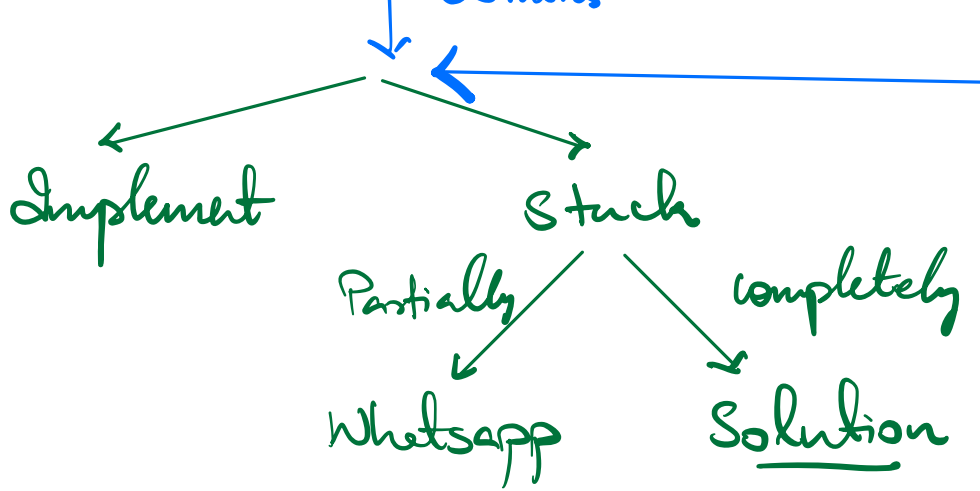 Implement
Stuck
Partially
completely
Whatsapp
Solution